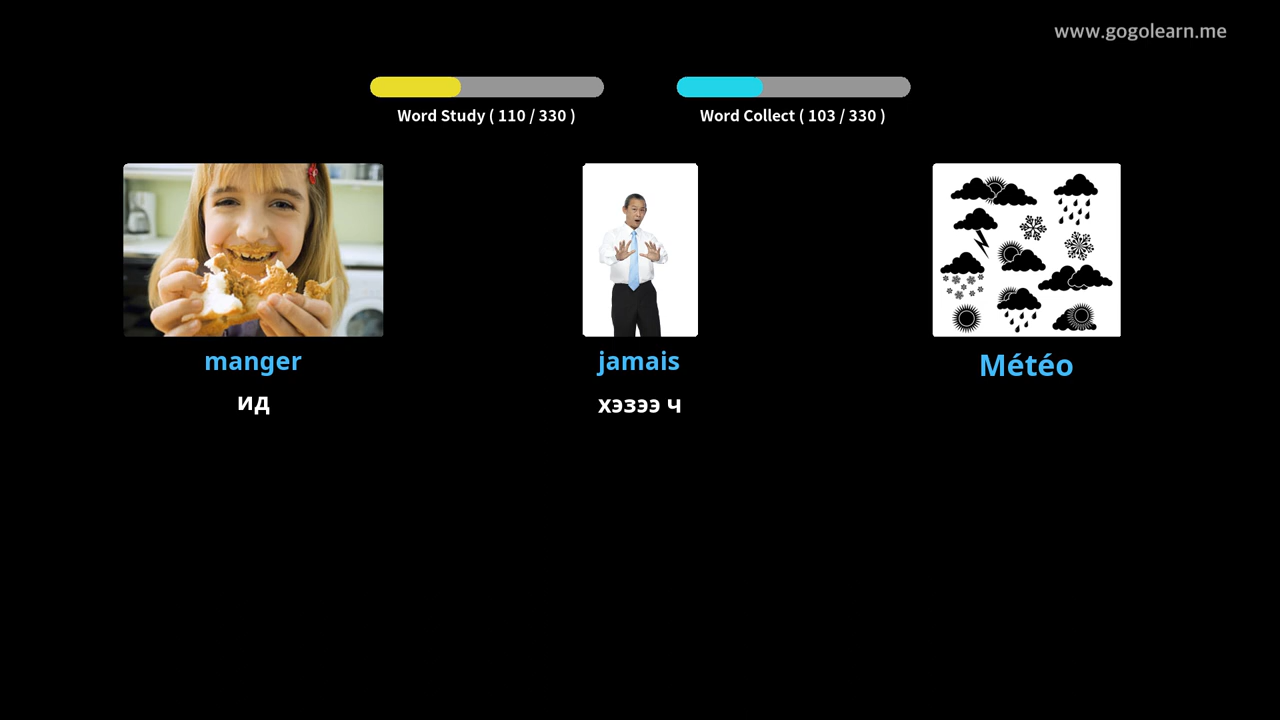 www.gogolearn.me
Word Study ( 110 / 330 )
Word Collect ( 103 / 330 )
manger
jamais
Météo
ид
хэзээ ч